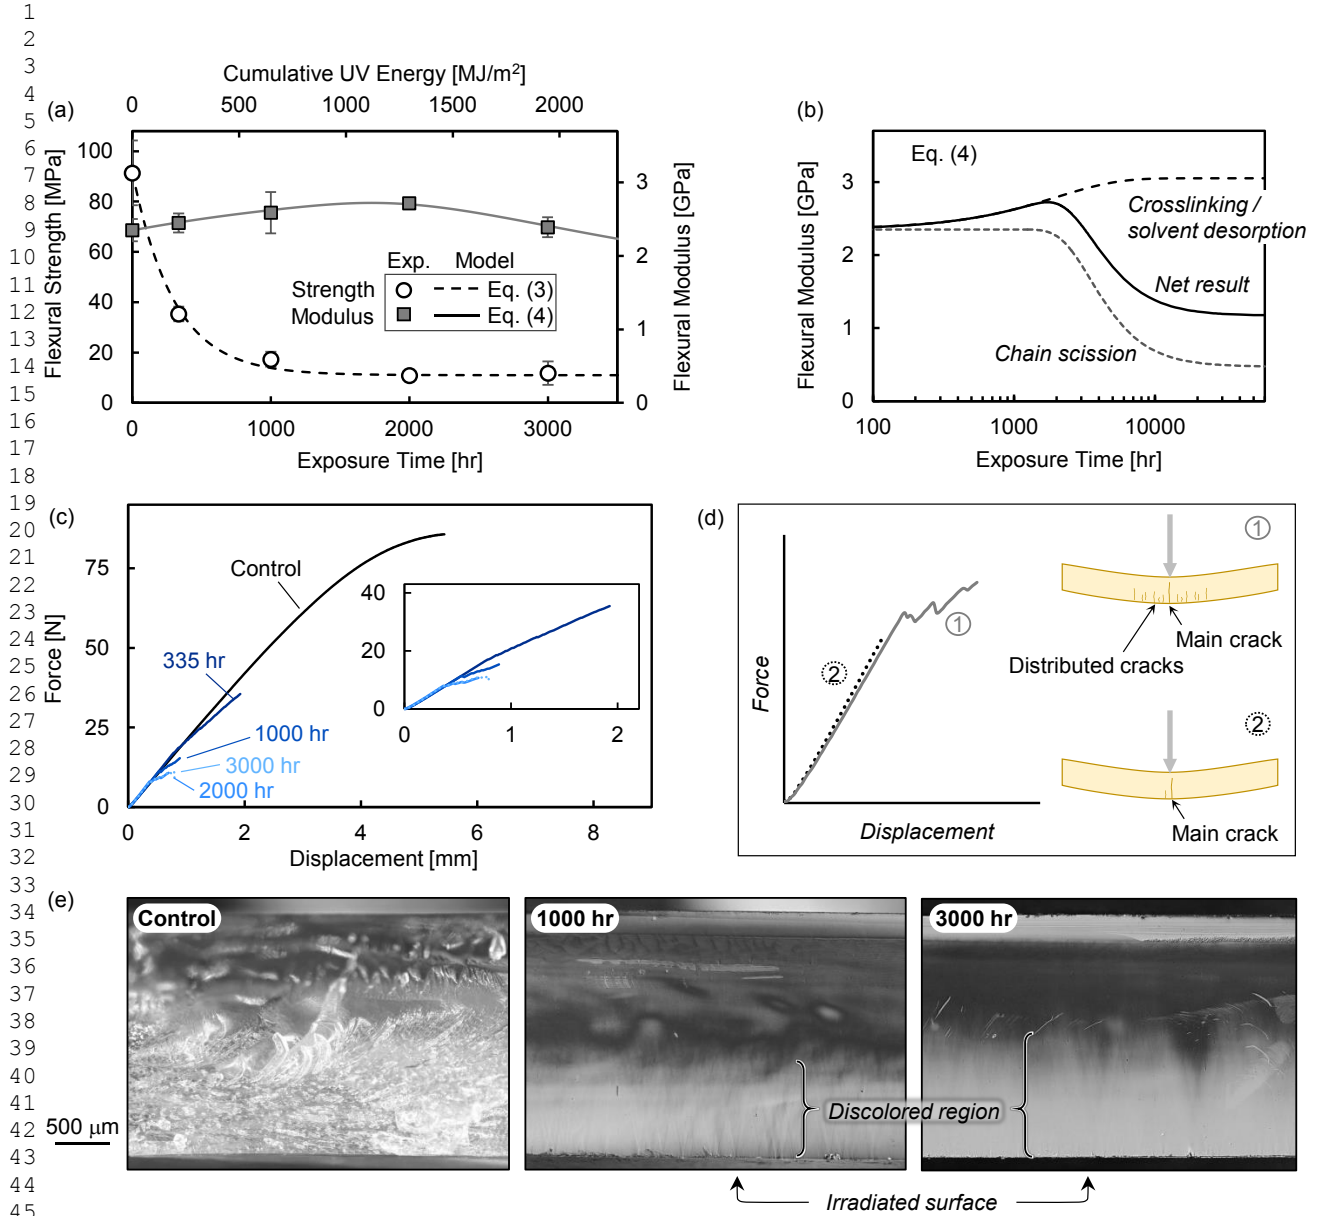 1
2
3
4
5
6
7
8
9
10
11
12
13
14
15
16
17
18
19
20
21
22
23
24
25
26
27
28
29
30
31
32
33
34
35
36
37
38
39
40
41
42
43
44
45
(a)
Cumulative UV Energy [MJ/m²]
0 500 1000 1500 2000
Flexural Strength [MPa]
100
80
60
40
20
0
Flexural Modulus [GPa]
3
2
1
0
Exp. Model
Strength Eq. (3)
Modulus Eq. (4)
0 1000 2000 3000
Exposure Time [hr]
(b)
Eq. (4)
Flexural Modulus [GPa]
3
2
1
0
Crosslinking /
solvent desorption
Net result
Chain scission
100 1000 10000
Exposure Time [hr]
(c)
Force [N]
75
50
25
0
Control
335 hr
1000 hr
3000 hr
2000 hr
40
20
0
0 1 2
0 2 4 6 8
Displacement [mm]
(d)
Force
Displacement
1
2
1
Main crack
Distributed cracks
2
Main crack
(e)
Control
1000 hr
3000 hr
Discolored region
500 μm
Irradiated surface